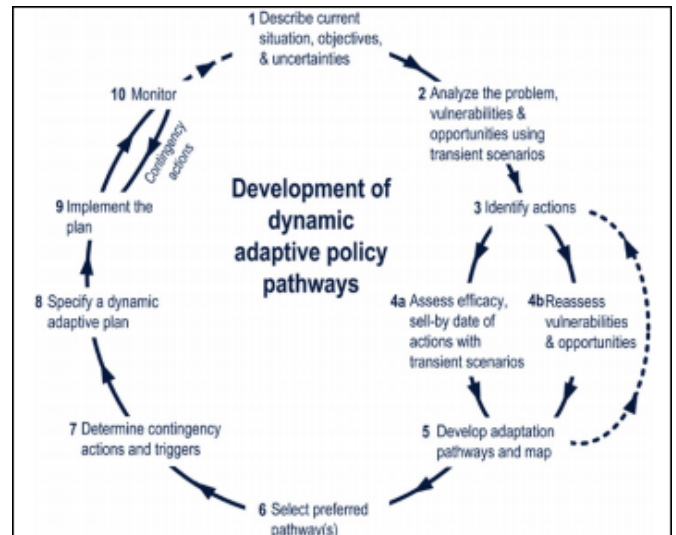 1 Describe current
situation, objectives,
& uncertainties
2 Analyze the problem,
vulnerabilities &
opportunities using
transient scenarios
3 Identify actions
4a Assess efficacy,
sell-by date of
actions with
transient scenarios
4b Reassess
vulnerabilities
& opportunities
5 Develop adaptation
pathways and map
6 Select preferred
pathway(s)
7 Determine contingency
actions and triggers
8 Specify a dynamic
adaptive plan
9 Implement the
plan
10 Monitor
Contingency
actions
Development of
dynamic
adaptive policy
pathways